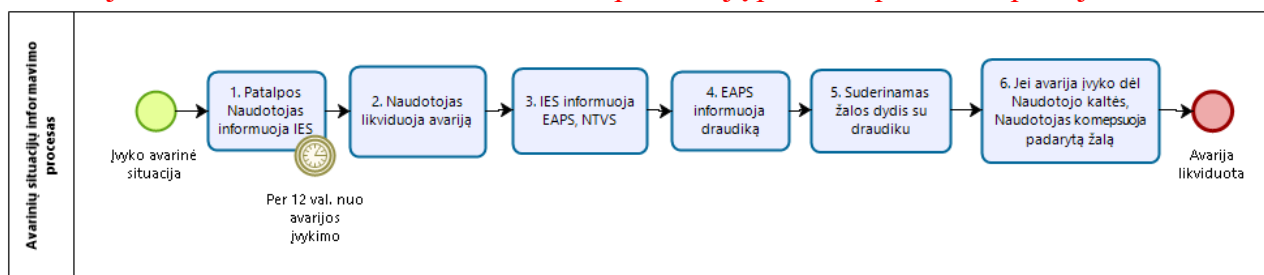 Avarinių situacijų informavimo
procesas
Įvyko avarinė
situacija
1. Patalpos
Naudotojas
informuoja IES
Per 12 val. nuo
avarijos
įvykimo
2. Naudotojas
likviduoja avariją
3. IES informuoja
EAPS, NTVS
4. EAPS
informuoja
draudiką
5. Suderinamas
žalos dydis su
draudiku
6. Jei avarija įvyko dėl
Naudotojo kaltės,
Naudotojas komepsuoja
padarytą žalą
Avarija
likviduota